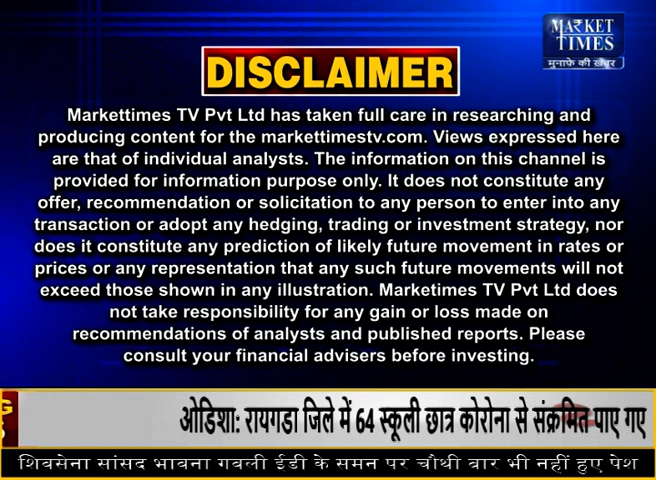 MARKET
TIMES
मुनाफे की ख़बर
DISCLAIMER
Markettimes TV Pvt Ltd has taken full care in researching and
producing content for the markettimestv.com. Views expressed here
are that of individual analysts. The information on this channel is
provided for information purpose only. It does not constitute any
offer, recommendation or solicitation to any person to enter into any
transaction or adopt any hedging, trading or investment strategy, nor
does it constitute any prediction of likely future movement in rates or
prices or any representation that any such future movements will not
exceed those shown in any illustration. Marketimes TV Pvt Ltd does
not take responsibility for any gain or loss made on
recommendations of analysts and published reports. Please
consult your financial advisers before investing.
ओडिशा: रायगडा जिले में 64 स्कूली छात्र कोरोना से संक्रमित पाए गए
शिवसेना सांसद भावना गवली ईडी के समन पर चौथी बार भी नहीं हुए पेश